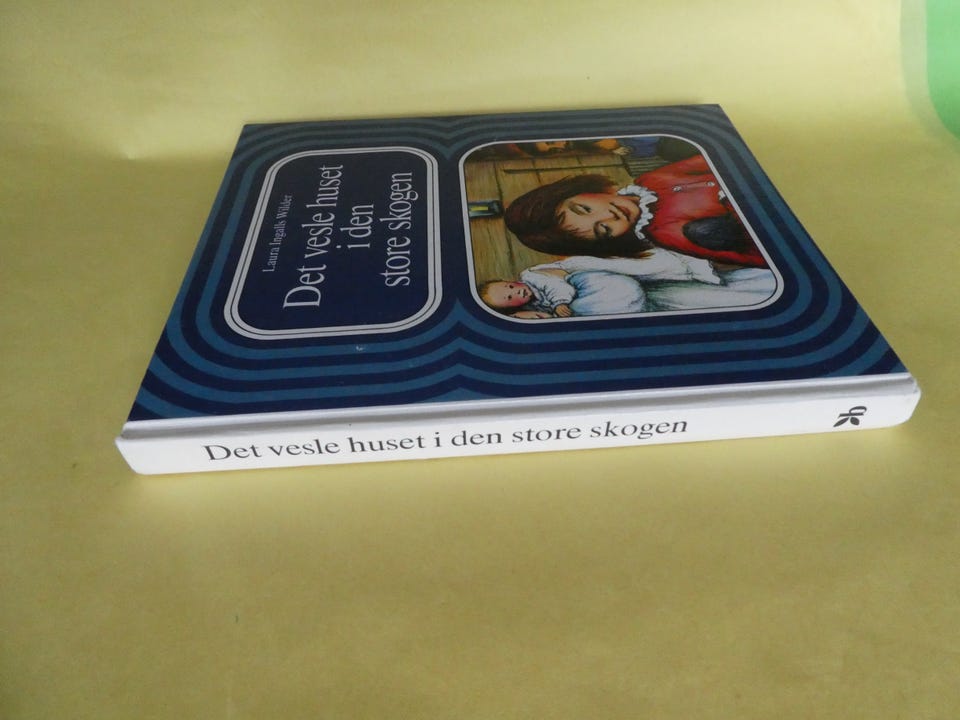 Laura Ingalls Wilder
Det vesle huset
i den
store skogen
Det vesle huset i den store skogen